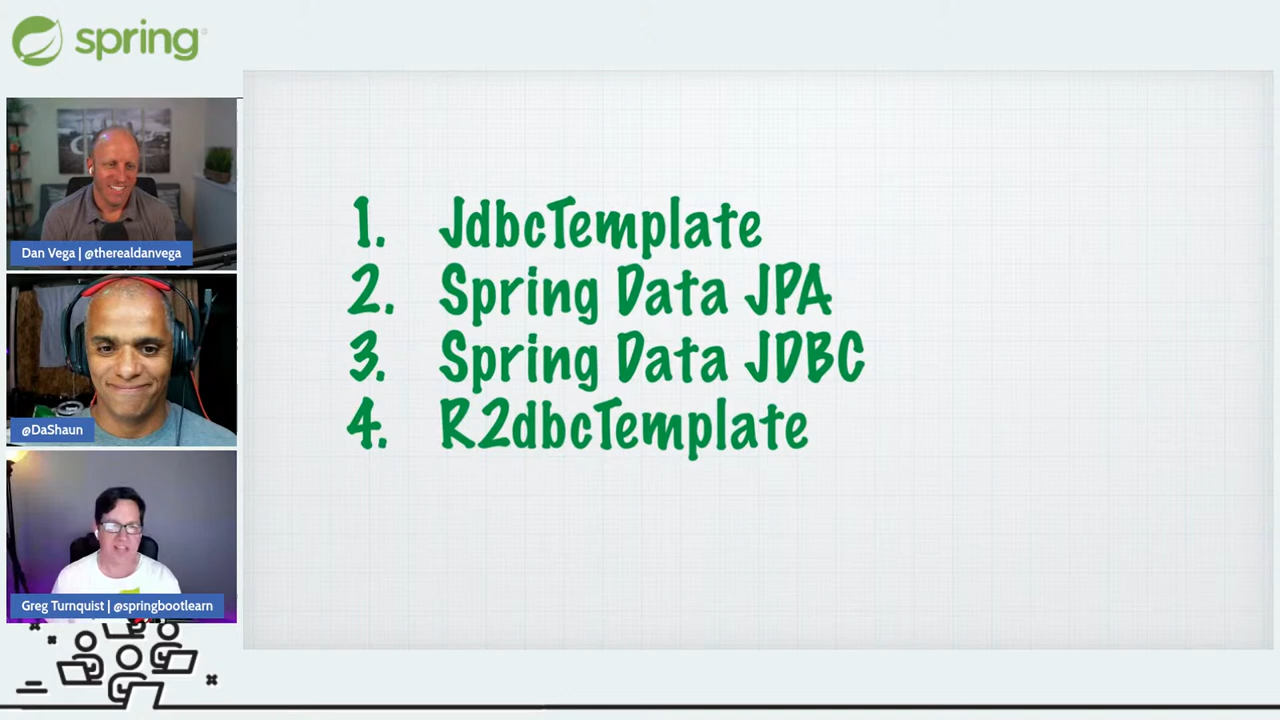 spring
Dan Vega | @therealdanvega
@DaShaun
Greg Turnquist | @springbootlearn
1. JdbcTemplate
2. Spring Data JPA
3. Spring Data JDBC
4. R2dbcTemplate